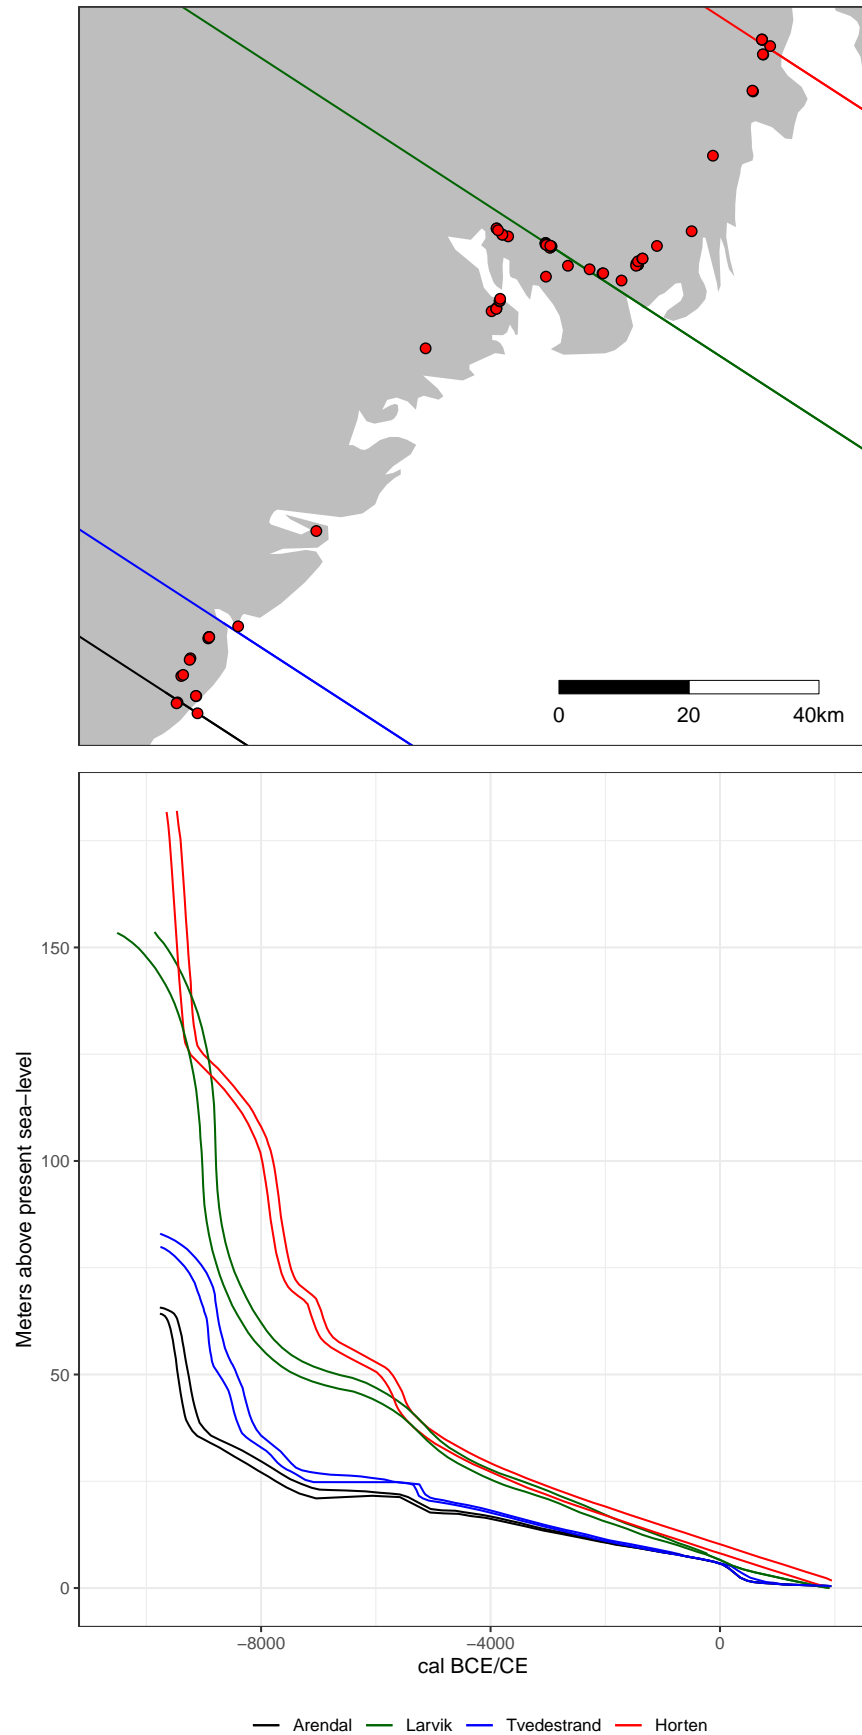 0 20 40km
Meters above present sea−level
150
100
50
0
−8000 −4000 0
cal BCE/CE
Arendal Larvik Tvedestrand Horten